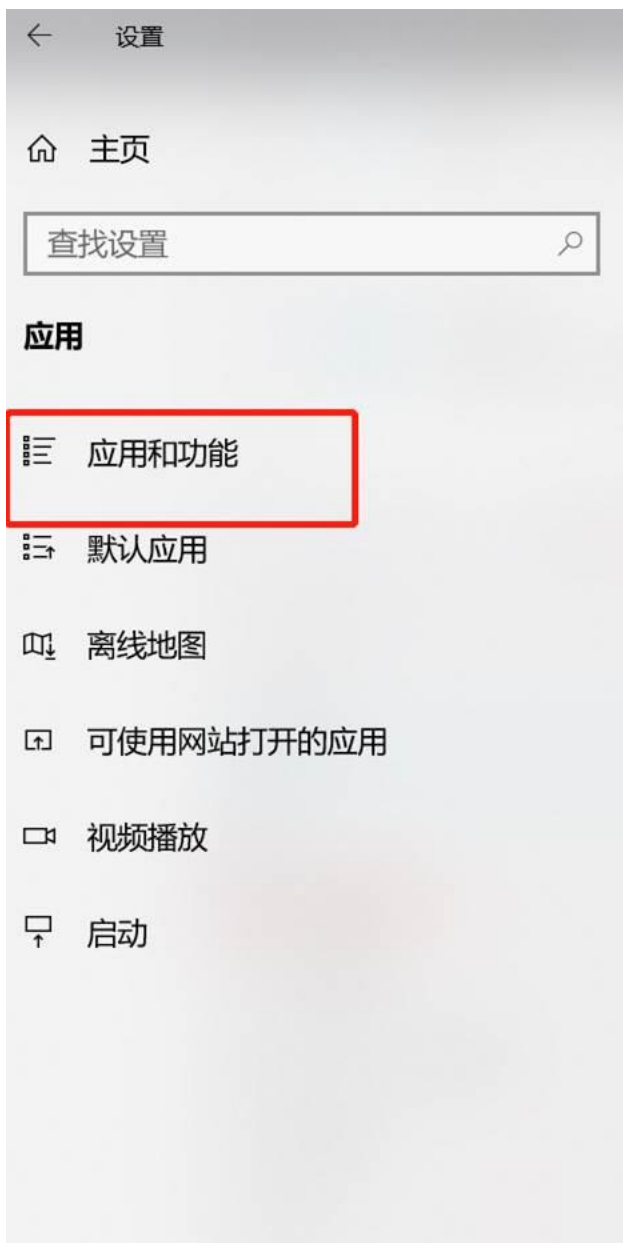 设置
主页
查找设置
应用
应用和功能
默认应用
离线地图
可使用网站打开的应用
视频播放
启动